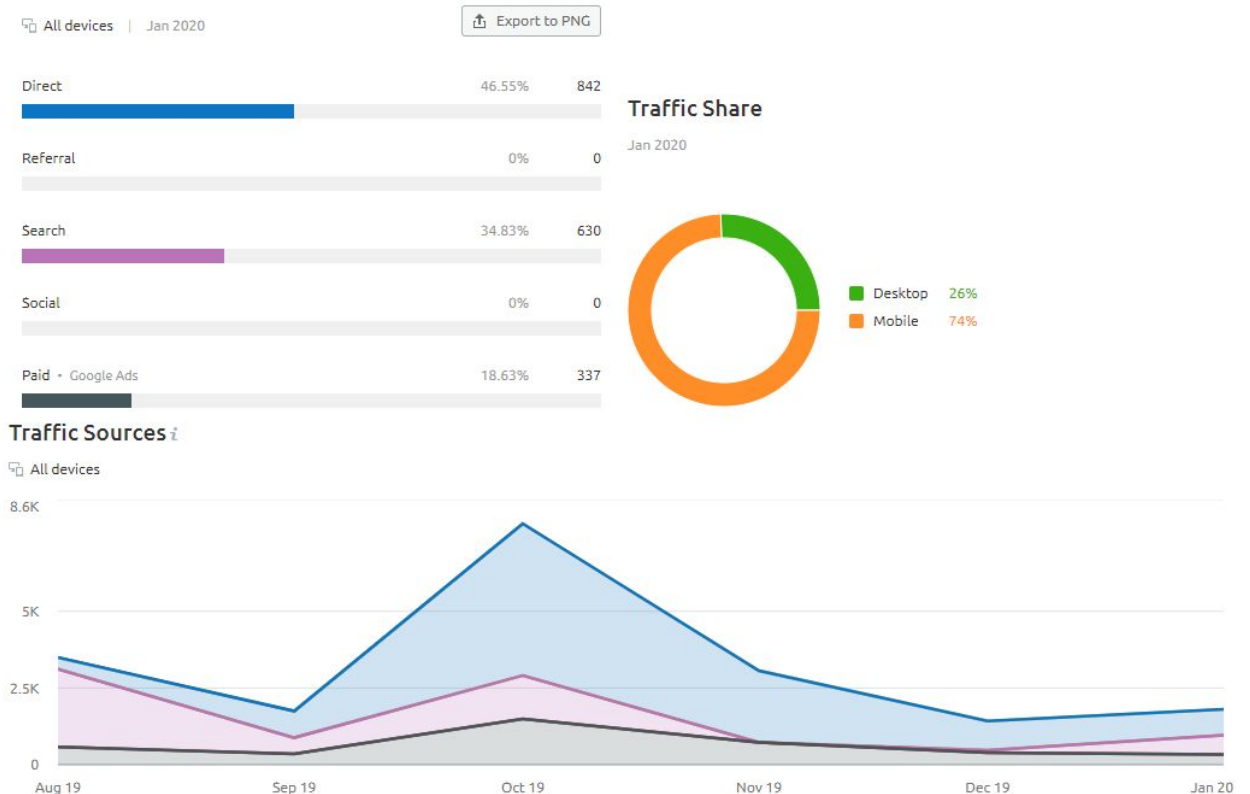 All devices | Jan 2020
Export to PNG
Direct 46.55% 842
Referral 0% 0
Search 34.83% 630
Social 0% 0
Paid • Google Ads 18.63% 337
Traffic Share
Jan 2020
Desktop 26%
Mobile 74%
Traffic Sources i
All devices
8.6K
5K
2.5K
0
Aug 19 Sep 19 Oct 19 Nov 19 Dec 19 Jan 20